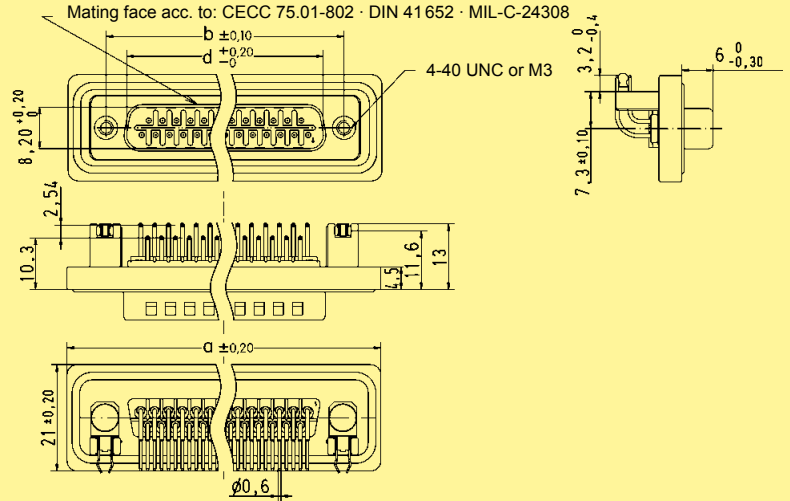 Mating face acc. to: CECC 75.01-802 · DIN 41 652 · MIL-C-24308
b ±0,10
d +0,20 -0
4-40 UNC or M3
8,20 +0,20 0
3,2 0 -0,4
6 0 -0,30
7,3 ±0,10
2,54
10,3
4,5
11,6
13
a ±0,20
21 ±0,20
ø0,6